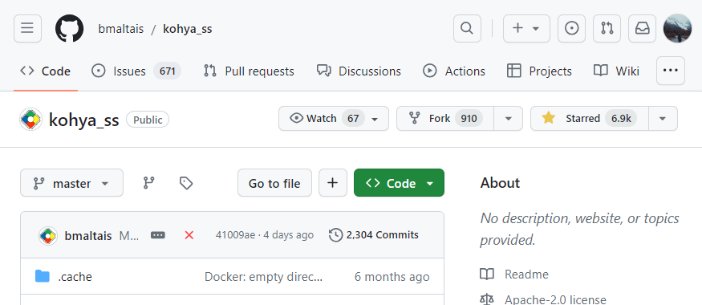 bmaltais / kohya_ss
Code Issues 671 Pull requests Discussions Actions Projects Wiki
kohya_ss Public Watch 67 Fork 910 Starred 6.9k
master Go to file Code
About
No description, website, or topics
provided.
bmaltais M… 41009ae · 4 days ago 2,304 Commits
.cache Docker: empty direc… 6 months ago
Readme
Apache-2.0 license